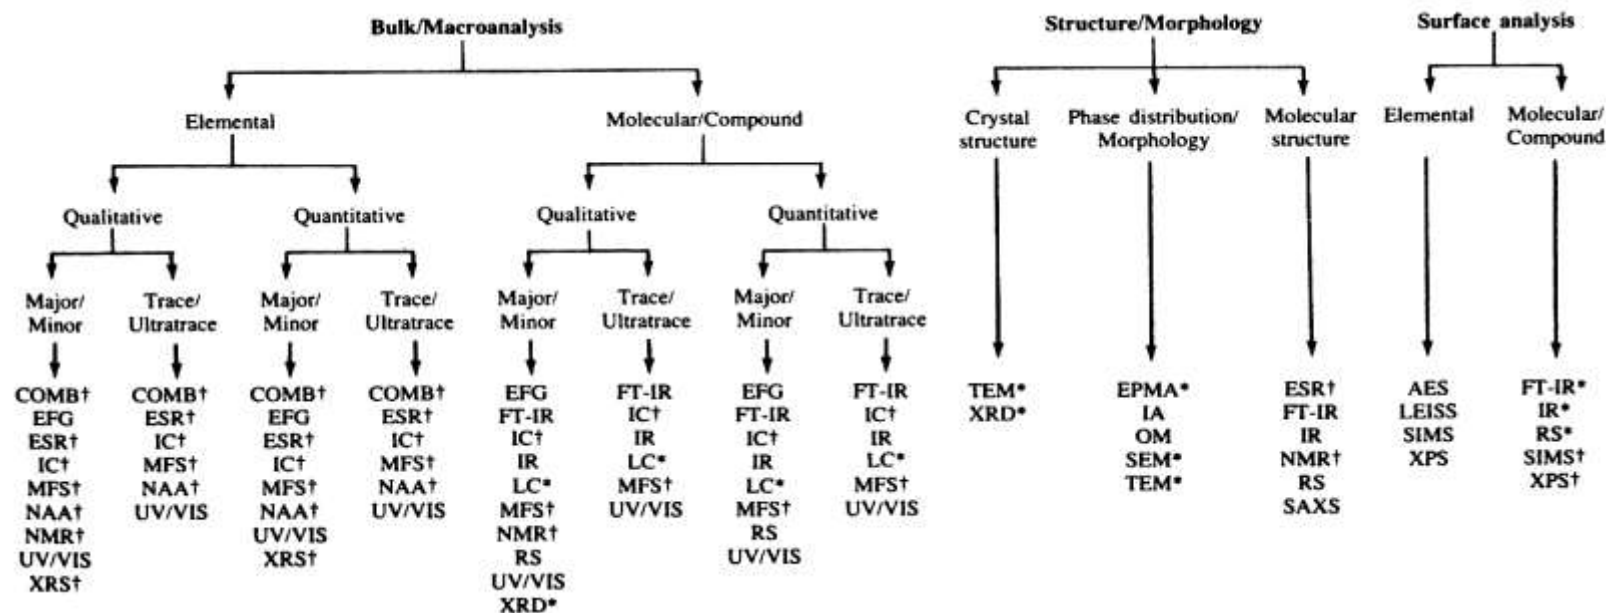 Bulk/Macroanalysis
Structure/Morphology
Surface analysis
Elemental
Molecular/Compound
Crystal
structure
Phase distribution/
Morphology
Molecular
structure
Elemental
Molecular/
Compound
Qualitative
Quantitative
Qualitative
Quantitative
Major/
Minor
Trace/
Ultratrace
Major/
Minor
Trace/
Ultratrace
Major/
Minor
Trace/
Ultratrace
Major/
Minor
Trace/
Ultratrace
COMB†
EFG
ESR†
IC†
MFS†
NAA†
NMR†
UV/VIS
XRS†
COMB†
ESR†
IC†
MFS†
NAA†
UV/VIS
COMB†
EFG
ESR†
IC†
MFS†
NAA†
UV/VIS
XRS†
COMB†
ESR†
IC†
MFS†
NAA†
UV/VIS
EFG
FT-IR
IC†
IR
LC*
MFS†
NMR†
RS
UV/VIS
XRD*
FT-IR
IC†
IR
LC*
MFS†
UV/VIS
EFG
FT-IR
IC†
IR
LC*
MFS†
RS
UV/VIS
FT-IR
IC†
IR
LC*
MFS†
UV/VIS
TEM*
XRD*
EPMA*
IA
OM
SEM*
TEM*
ESR†
FT-IR
IR
NMR†
RS
SAXS
AES
LEISS
SIMS
XPS
FT-IR*
IR*
RS*
SIMS†
XPS†